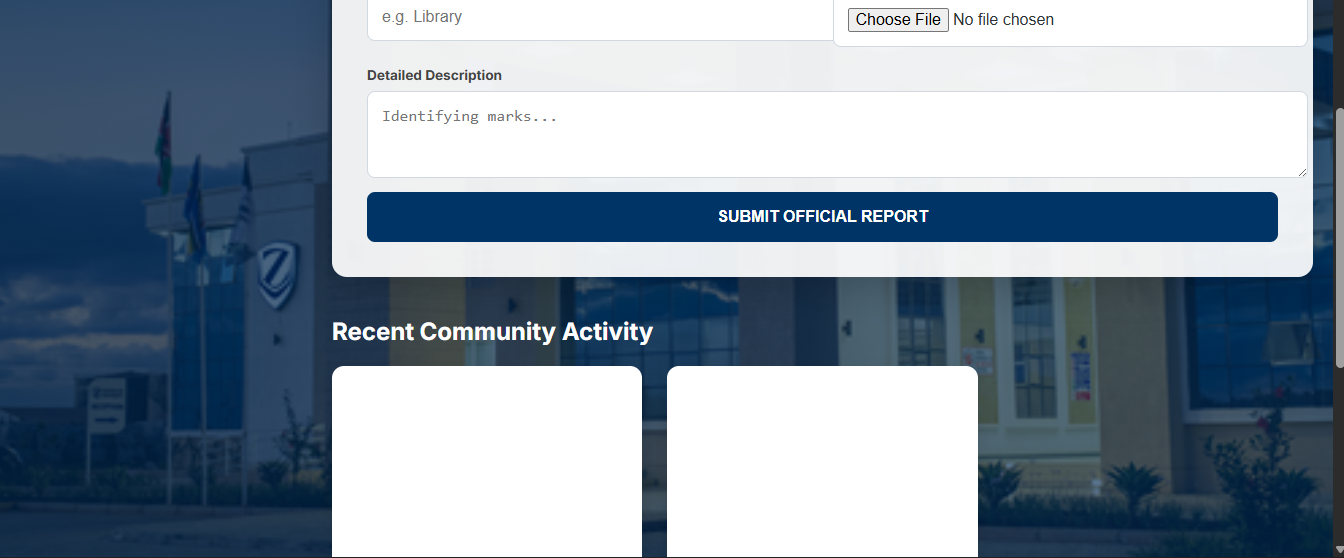 e.g. Library
Choose File No file chosen
Detailed Description
Identifying marks...
SUBMIT OFFICIAL REPORT
Recent Community Activity